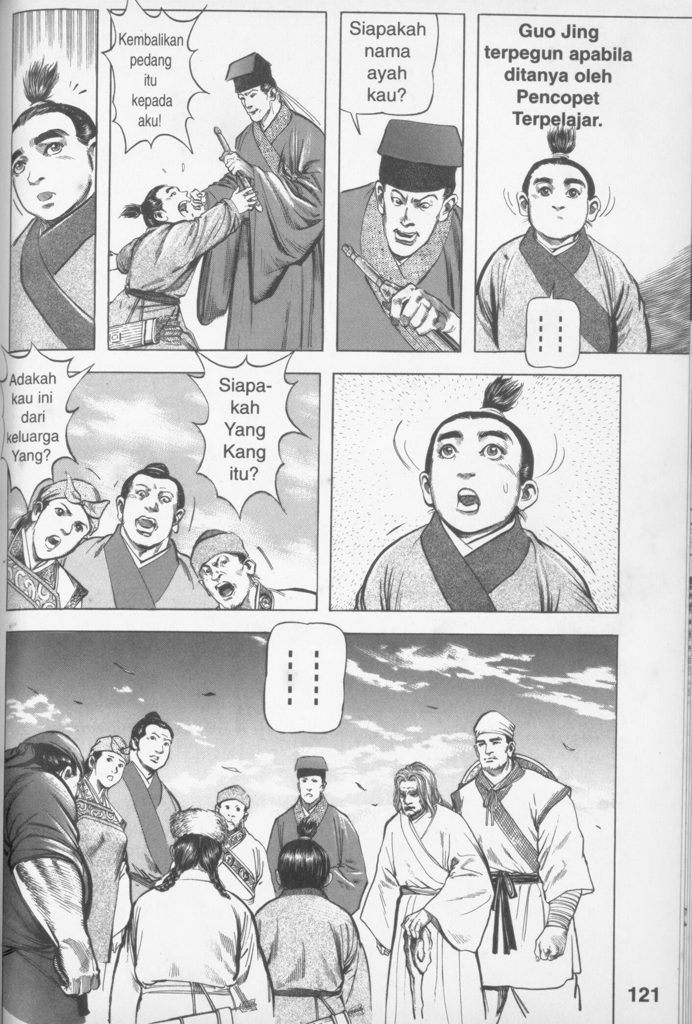 Kembalikan
pedang
itu
kepada
aku!
Siapakah
nama
ayah
kau?
Guo Jing
terpegun apabila
ditanya oleh
Pencopet
Terpelajar.
Adakah
kau ini
dari
keluarga
Yang?
Siapa-
kah
Yang
Kang
itu?
121